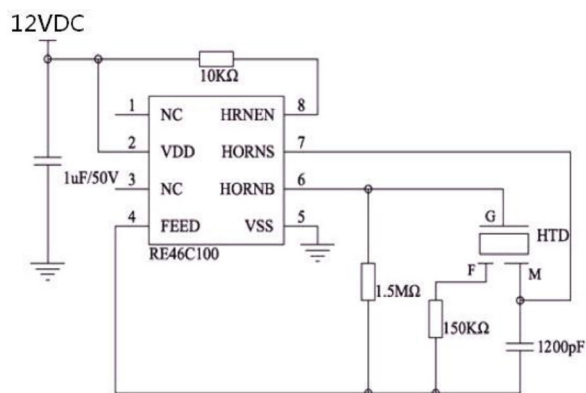 12VDC
10KΩ
1 NC HRNEN 8
2 VDD HORNS 7
1uF/50V
3 NC HORNB 6
4 FEED VSS 5
RE46C100
G
HTD
F M
1.5MΩ
150KΩ
1200pF